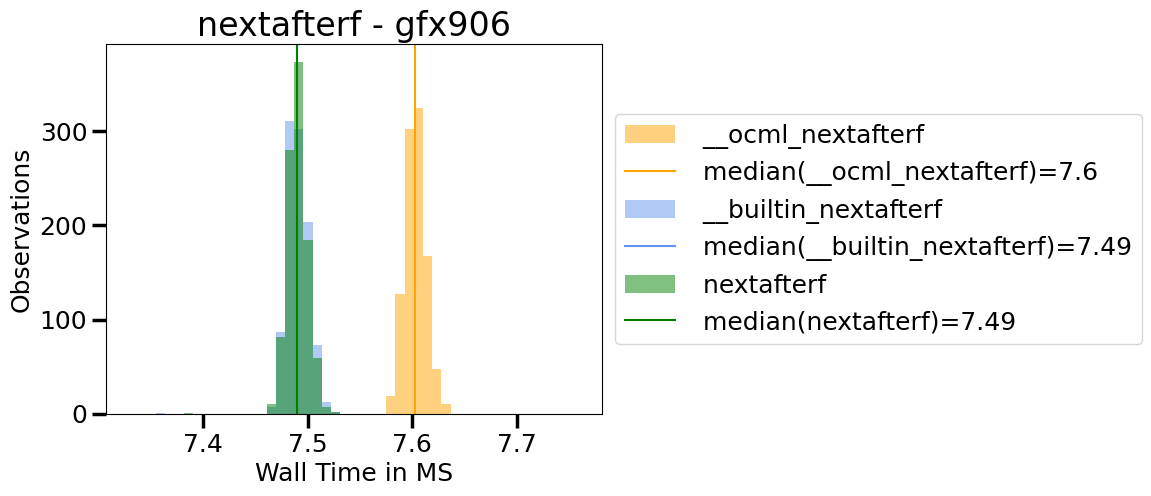 nextafterf - gfx906
Observations
300
200
100
0
7.4 7.5 7.6 7.7
Wall Time in MS
__ocml_nextafterf
median(__ocml_nextafterf)=7.6
__builtin_nextafterf
median(__builtin_nextafterf)=7.49
nextafterf
median(nextafterf)=7.49